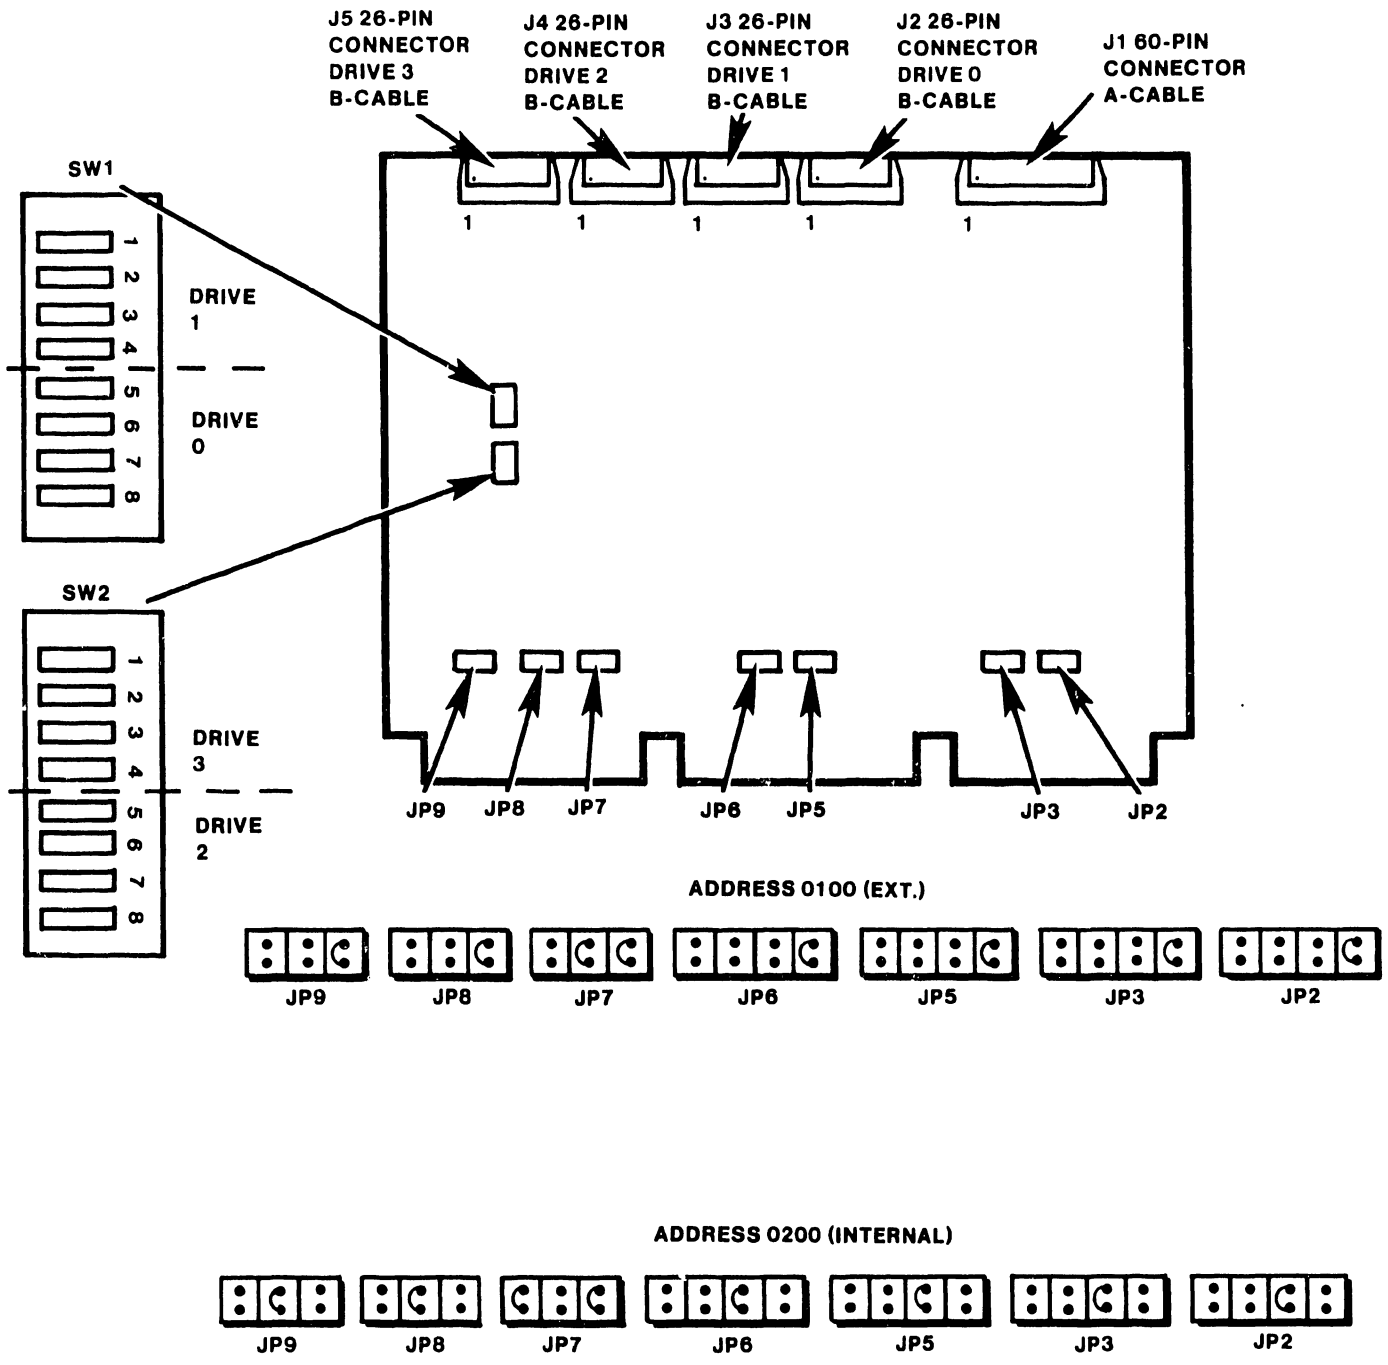 J5 26-PIN
CONNECTOR
DRIVE 3
B-CABLE
J4 26-PIN
CONNECTOR
DRIVE 2
B-CABLE
J3 26-PIN
CONNECTOR
DRIVE 1
B-CABLE
J2 26-PIN
CONNECTOR
DRIVE 0
B-CABLE
J1 60-PIN
CONNECTOR
A-CABLE
1
1
1
1
1
SW1
1
2
3
4
5
6
7
8
DRIVE
1
DRIVE
0
SW2
1
2
3
4
5
6
7
8
DRIVE
3
DRIVE
2
JP9 JP8 JP7 JP6 JP5 JP3 JP2
ADDRESS 0100 (EXT.)
JP9 JP8 JP7 JP6 JP5 JP3 JP2
ADDRESS 0200 (INTERNAL)
JP9 JP8 JP7 JP6 JP5 JP3 JP2